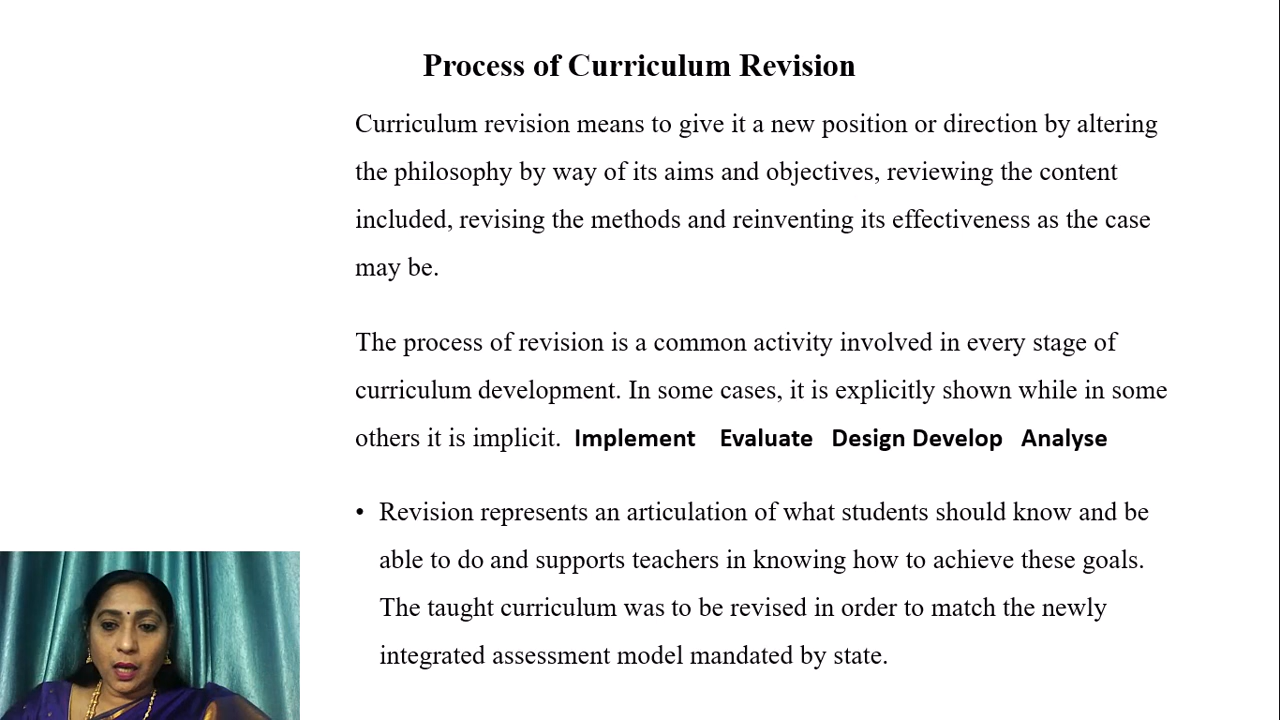 Process of Curriculum Revision
Curriculum revision means to give it a new position or direction by altering
the philosophy by way of its aims and objectives, reviewing the content
included, revising the methods and reinventing its effectiveness as the case
may be.
The process of revision is a common activity involved in every stage of
curriculum development. In some cases, it is explicitly shown while in some
others it is implicit. Implement Evaluate Design Develop Analyse
• Revision represents an articulation of what students should know and be
able to do and supports teachers in knowing how to achieve these goals.
The taught curriculum was to be revised in order to match the newly
integrated assessment model mandated by state.